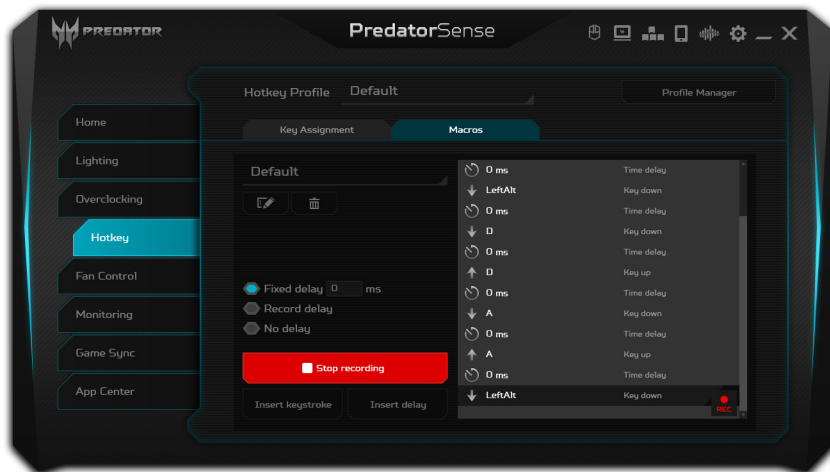 PREDATOR
PredatorSense
Hotkey Profile Default
Profile Manager
Key Assignment
Macros
Home
Lighting
Overclocking
Hotkey
Fan Control
Monitoring
Game Sync
App Center
Default
Fixed delay 0 ms
Record delay
No delay
Stop recording
Insert keystroke
Insert delay
0 ms Time delay
LeftAlt Key down
0 ms Time delay
D Key down
0 ms Time delay
D Key up
0 ms Time delay
A Key down
0 ms Time delay
A Key up
0 ms Time delay
LeftAlt Key down
REC